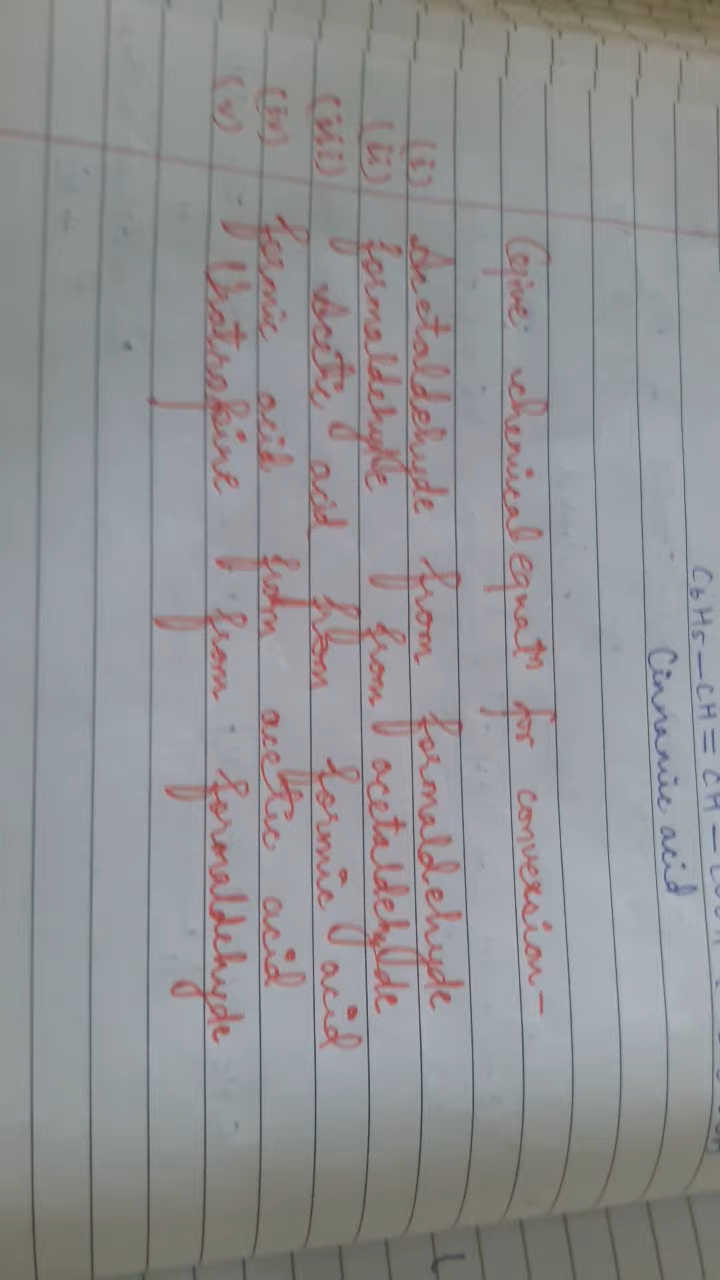 C6H5-CH=CH-
Cinnamic acid
Give chemical equatn for conversion-
(i) Acetaldehyde from formaldehyde
(ii) formaldehyde from acetaldehyde
(iii) Acetic acid from formic acid
(iv) formic acid from acetic acid
(v) Urotropine from formaldehyde